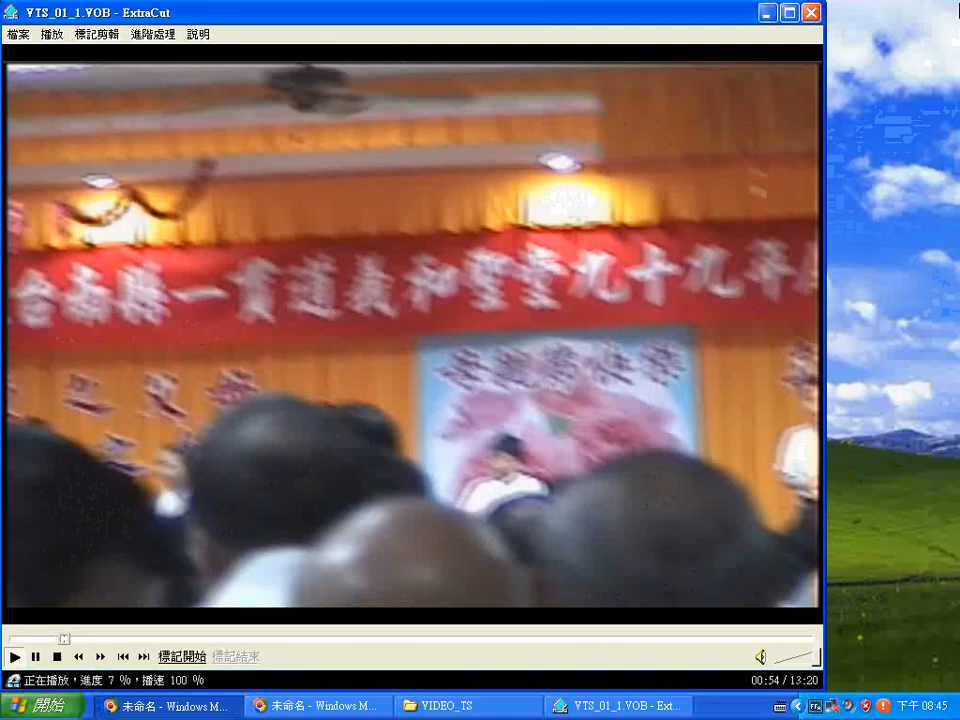 VTS_01_1.VOB - ExtraCut
檔案 播放 標記剪輯 進階處理 說明
台南縣一貫道義和聖堂九十九年
標記開始 標記結束
正在播放，進度 7 %，播速 100 %
00:54 / 13:20
開始
未命名 - Windows M...
未命名 - Windows M...
VIDEO_TS
VTS_01_1.VOB - Ext...
下午 08:45